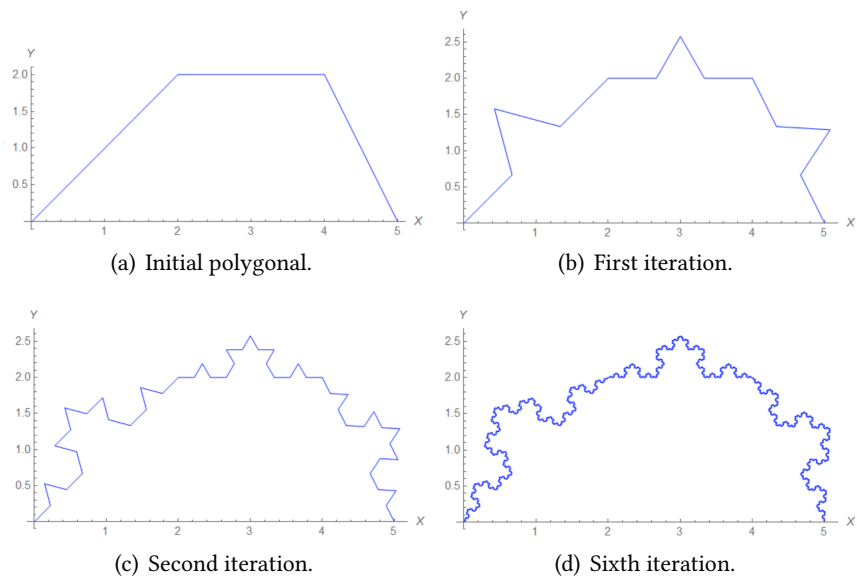 Y
2.0
1.5
1.0
0.5
1 2 3 4 5 X
(a) Initial polygonal.
Y
2.5
2.0
1.5
1.0
0.5
1 2 3 4 5 X
(b) First iteration.
Y
2.5
2.0
1.5
1.0
0.5
1 2 3 4 5 X
(c) Second iteration.
Y
2.5
2.0
1.5
1.0
0.5
1 2 3 4 5 X
(d) Sixth iteration.